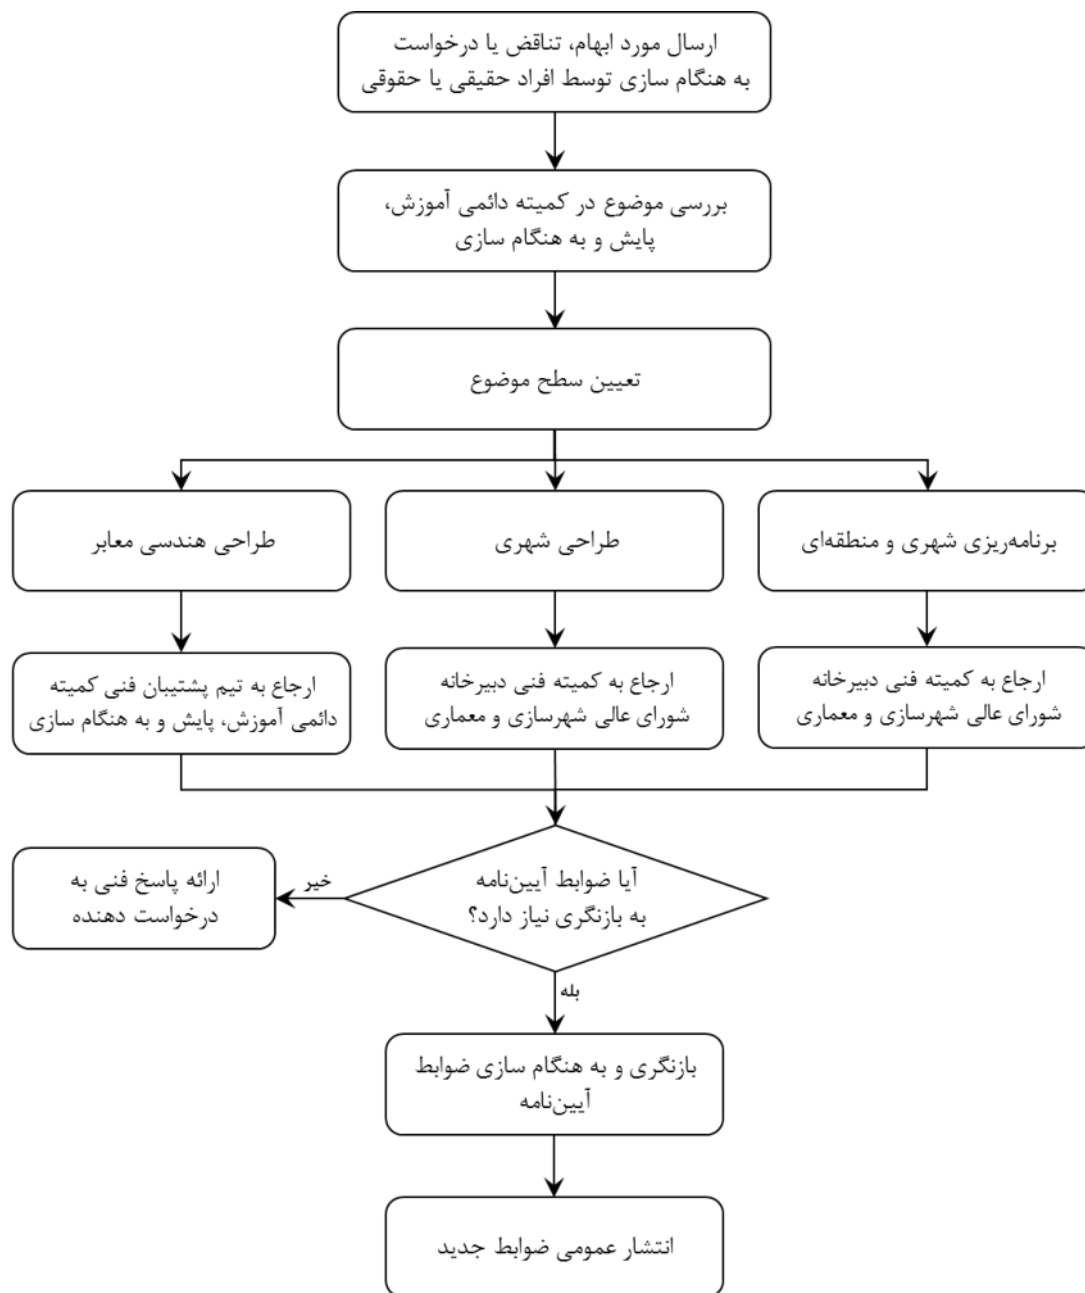 ارسال مورد ابهام، تناقض یا درخواست
به هنگام سازی توسط افراد حقیقی یا حقوقی
بررسی موضوع در کمیته دائمی آموزش،
پایش و به هنگام سازی
تعیین سطح موضوع
برنامه‌ریزی شهری و منطقه‌ای
طراحی شهری
طراحی هندسی معابر
ارجاع به کمیته فنی دبیرخانه
شورای عالی شهرسازی و معماری
ارجاع به کمیته فنی دبیرخانه
شورای عالی شهرسازی و معماری
ارجاع به تیم پشتیبان فنی کمیته
دائمی آموزش، پایش و به هنگام سازی
آیا ضوابط آیین‌نامه
به بازنگری نیاز دارد؟
خیر
ارائه پاسخ فنی به
درخواست دهنده
بله
بازنگری و به هنگام سازی ضوابط
آیین‌نامه
انتشار عمومی ضوابط جدید